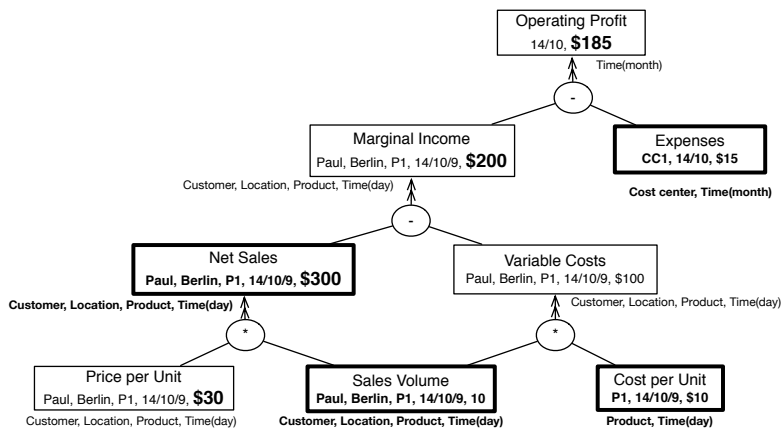 Operating Profit
14/10, $185
Time(month)
-
Marginal Income
Paul, Berlin, P1, 14/10/9, $200
Expenses
CC1, 14/10, $15
Customer, Location, Product, Time(day)
Cost center, Time(month)
-
Net Sales
Paul, Berlin, P1, 14/10/9, $300
Variable Costs
Paul, Berlin, P1, 14/10/9, $100
Customer, Location, Product, Time(day)
Customer, Location, Product, Time(day)
*
*
Price per Unit
Paul, Berlin, P1, 14/10/9, $30
Sales Volume
Paul, Berlin, P1, 14/10/9, 10
Cost per Unit
P1, 14/10/9, $10
Customer, Location, Product, Time(day)
Customer, Location, Product, Time(day)
Product, Time(day)